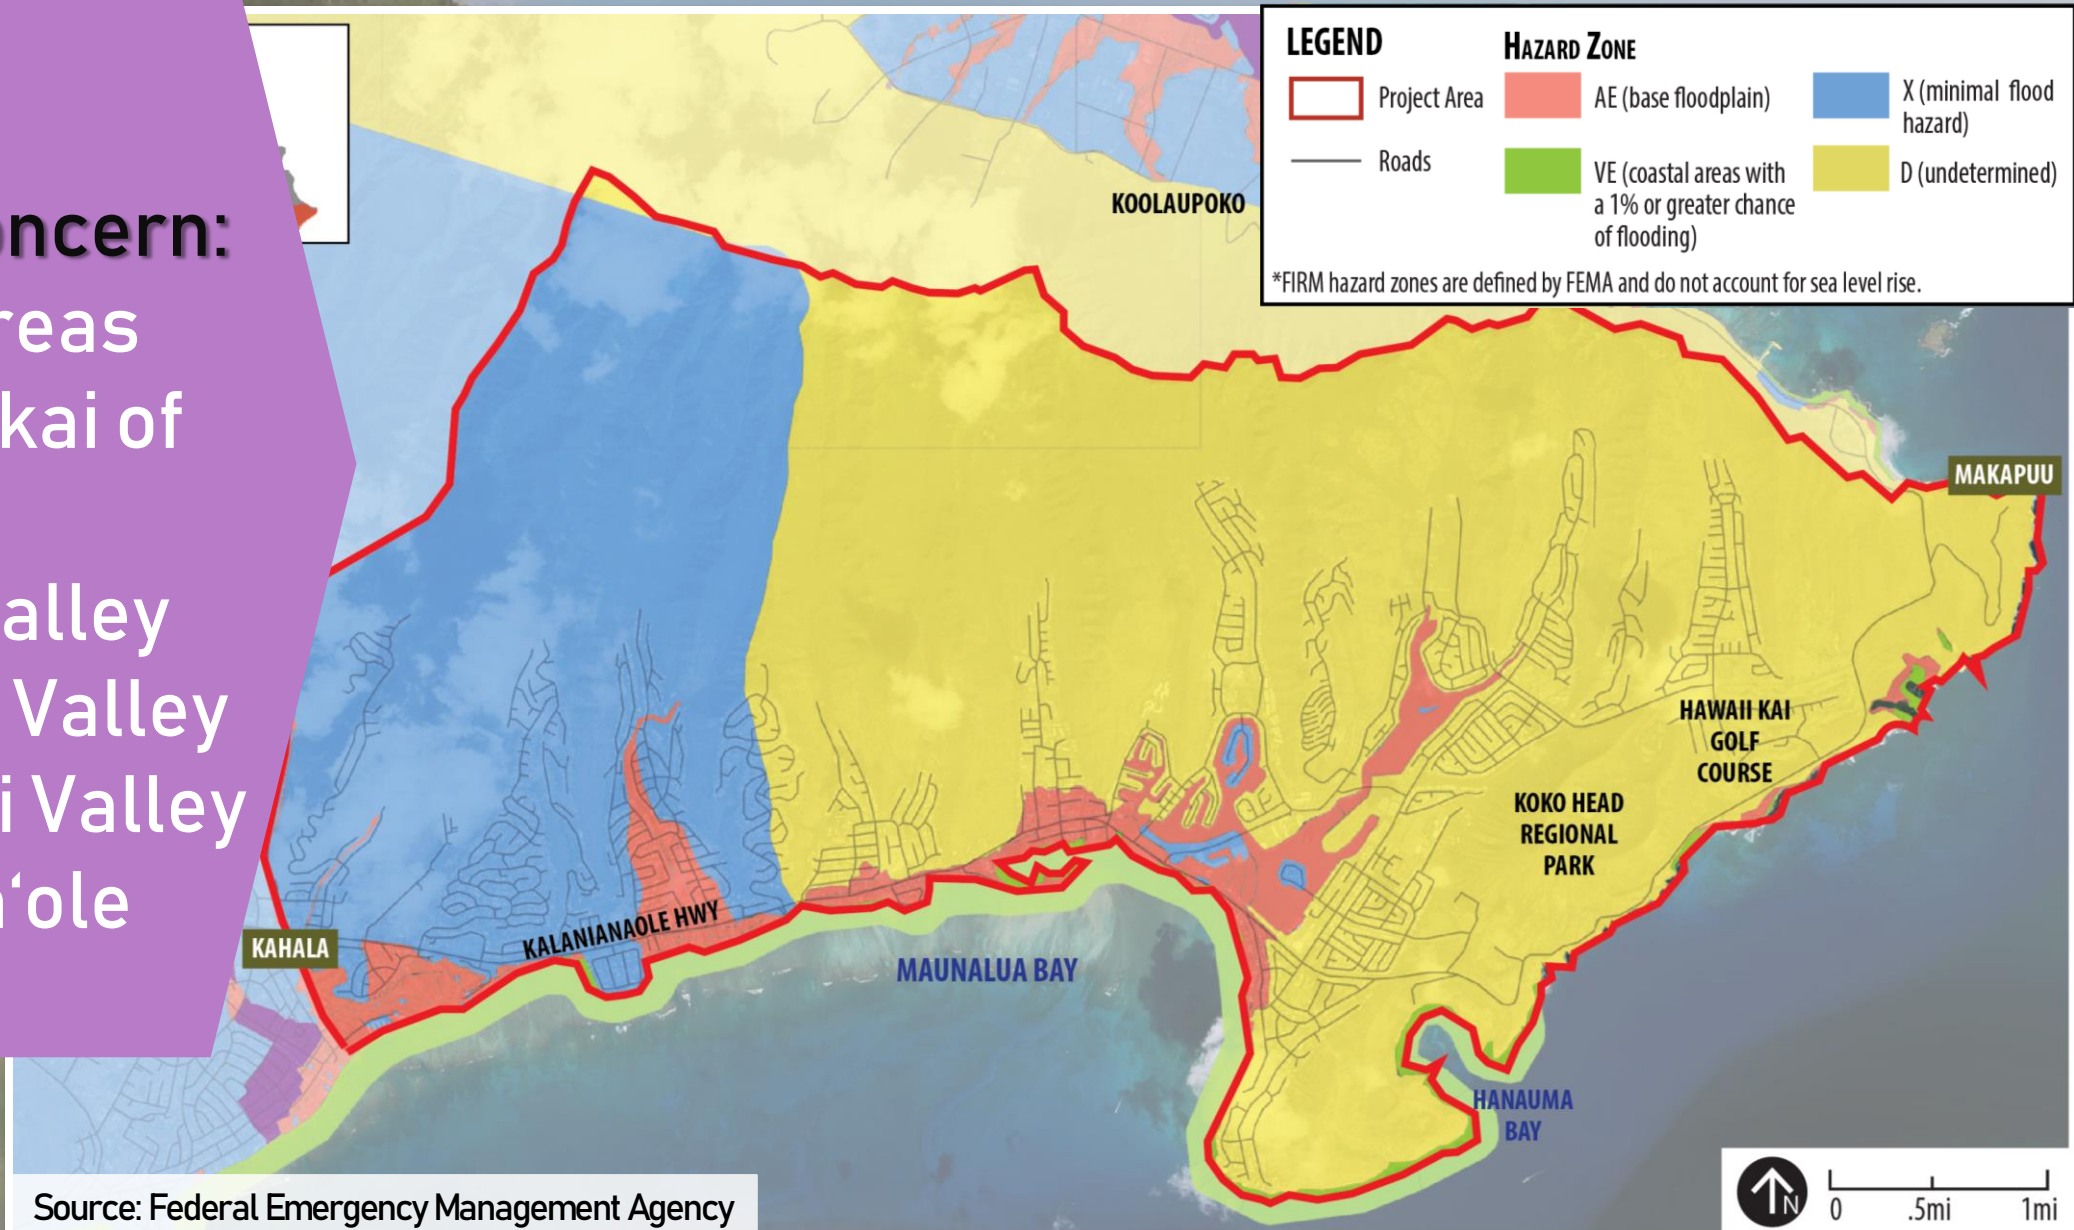 oncern:
reas
kai of
alley
Valley
i Valley
ʻole
LEGEND
Project Area
Roads
HAZARD ZONE
AE (base floodplain)
VE (coastal areas with
a 1% or greater chance
of flooding)
X (minimal flood
hazard)
D (undetermined)
*FIRM hazard zones are defined by FEMA and do not account for sea level rise.
KOOLAUPOKO
MAKAPUU
HAWAII KAI
GOLF
COURSE
KOKO HEAD
REGIONAL
PARK
KALANIANAOLE HWY
KAHALA
MAUNALUA BAY
HANAUMA
BAY
N
0 .5mi 1mi
Source: Federal Emergency Management Agency